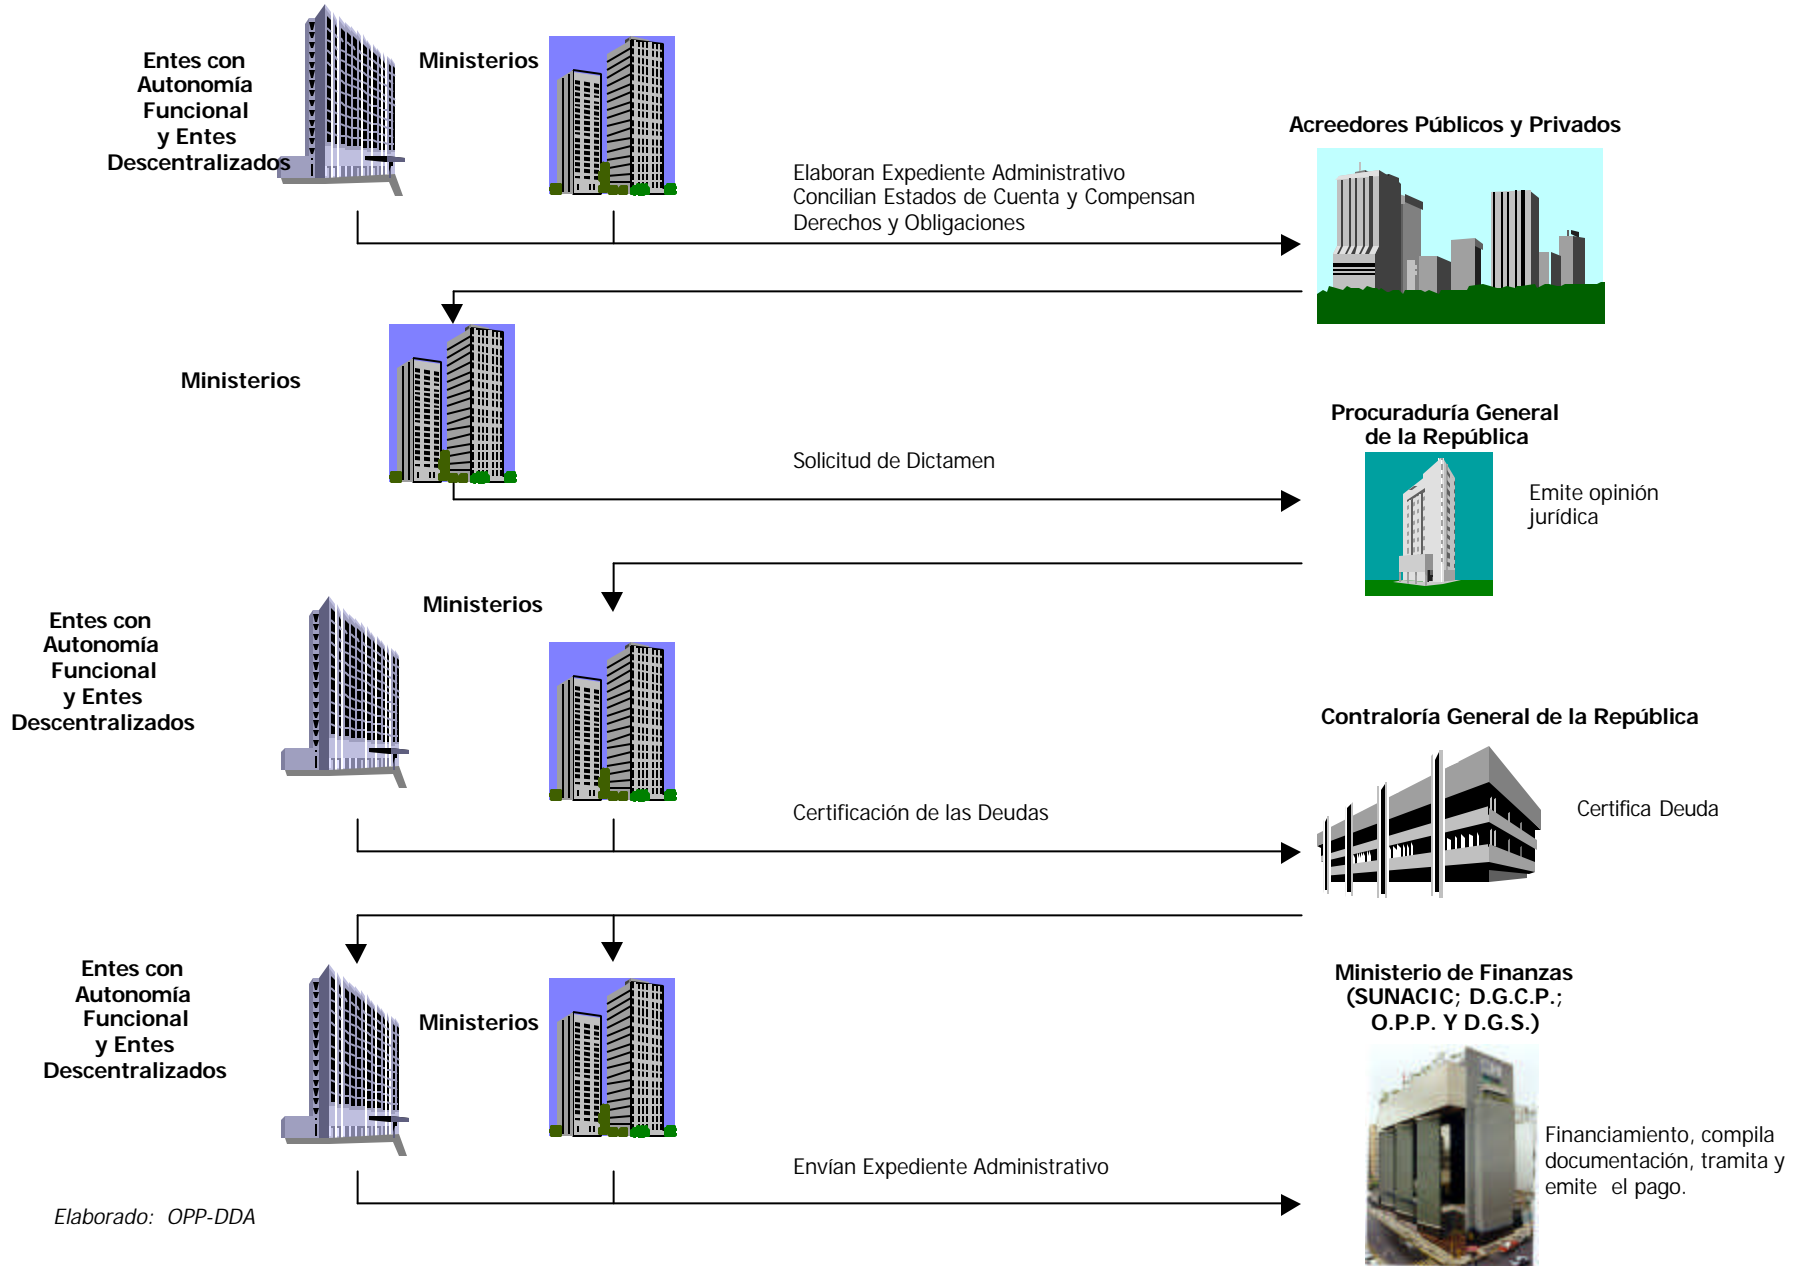 Entes con
Autonomía
Funcional
y Entes
Descentralizados
Ministerios
Acreedores Públicos y Privados
Elaboran Expediente Administrativo
Concilian Estados de Cuenta y Compensan
Derechos y Obligaciones
Ministerios
Procuraduría General
de la República
Solicitud de Dictamen
Emite opinión
jurídica
Entes con
Autonomía
Funcional
y Entes
Descentralizados
Ministerios
Contraloría General de la República
Certificación de las Deudas
Certifica Deuda
Entes con
Autonomía
Funcional
y Entes
Descentralizados
Ministerios
Ministerio de Finanzas
(SUNACIC; D.G.C.P.;
O.P.P. Y D.G.S.)
Envían Expediente Administrativo
Financiamiento, compila
documentación, tramita y
emite el pago.
Elaborado: OPP-DDA